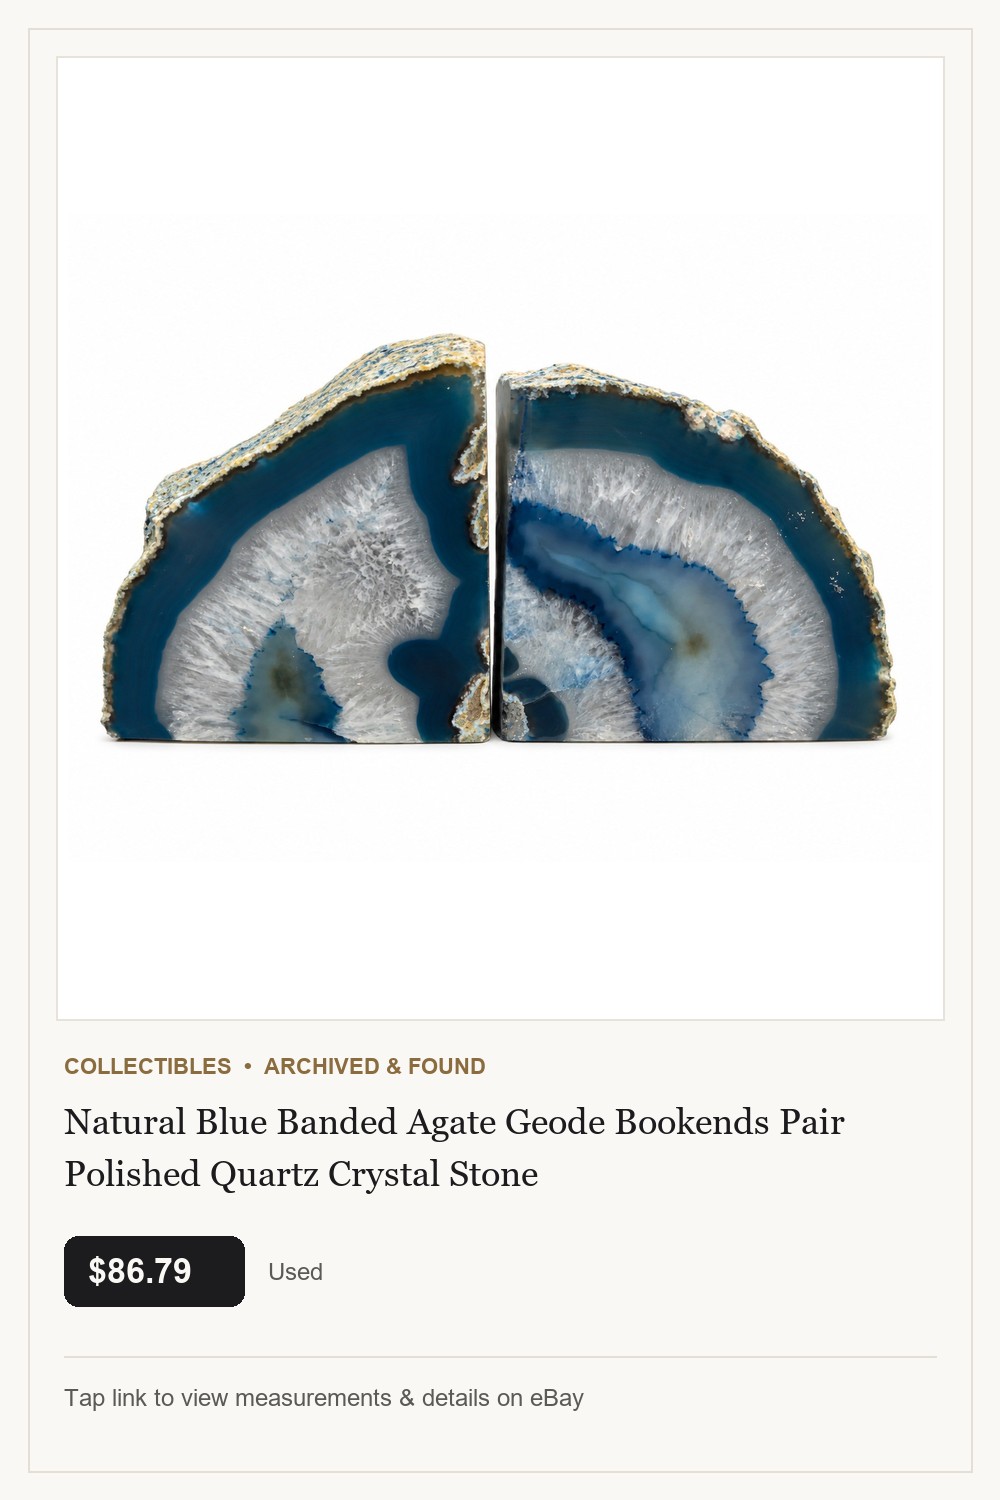 COLLECTIBLES • ARCHIVED & FOUND
Natural Blue Banded Agate Geode Bookends Pair
Polished Quartz Crystal Stone
$86.79
Used
Tap link to view measurements & details on eBay